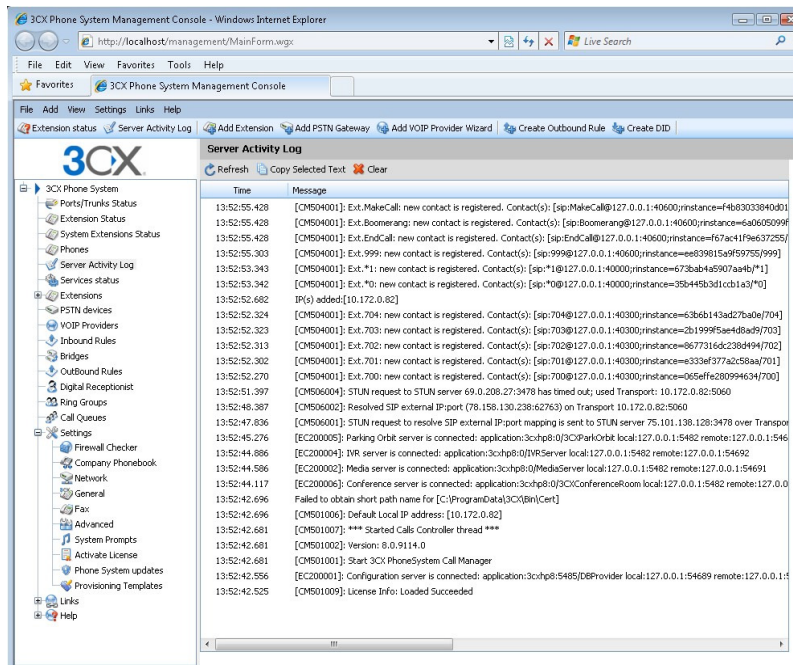 3CX Phone System Management Console - Windows Internet Explorer
http://localhost/management/MainForm.wgx
Live Search
File Edit View Favorites Tools Help
Favorites 3CX Phone System Management Console
File Add View Settings Links Help
Extension status Server Activity Log Add Extension Add PSTN Gateway Add VOIP Provider Wizard Create Outbound Rule Create DID
3CX
3CX Phone System
Ports/Trunks Status
Extension Status
System Extensions Status
Phones
Server Activity Log
Services status
Extensions
PSTN devices
VOIP Providers
Inbound Rules
Bridges
OutBound Rules
Digital Receptionist
Ring Groups
Call Queues
Settings
Firewall Checker
Company Phonebook
Network
General
Fax
Advanced
System Prompts
Activate License
Phone System updates
Provisioning Templates
Links
Help
Server Activity Log
Refresh Copy Selected Text Clear
Time Message
13:52:55.428 [CM504001]: Ext.MakeCall: new contact is registered. Contact(s): [sip:MakeCall@127.0.0.1:40600;rinstance=f4b83033840d01
13:52:55.428 [CM504001]: Ext.Boomerang: new contact is registered. Contact(s): [sip:Boomerang@127.0.0.1:40600;rinstance=6a0605099f
13:52:55.428 [CM504001]: Ext.EndCall: new contact is registered. Contact(s): [sip:EndCall@127.0.0.1:40600;rinstance=f67ac41f9e637255/
13:52:55.303 [CM504001]: Ext.999: new contact is registered. Contact(s): [sip:999@127.0.0.1:40600;rinstance=ee839815a9f59755/999]
13:52:53.343 [CM504001]: Ext.*1: new contact is registered. Contact(s): [sip:*1@127.0.0.1:40000;rinstance=673bab4a5907aa4b/*1]
13:52:53.342 [CM504001]: Ext.*0: new contact is registered. Contact(s): [sip:*0@127.0.0.1:40000;rinstance=35b445b3d1ccb1a3/*0]
13:52:52.682 IP(s) added:[10.172.0.82]
13:52:52.324 [CM504001]: Ext.704: new contact is registered. Contact(s): [sip:704@127.0.0.1:40300;rinstance=63b6b143ad27ba0e/704]
13:52:52.323 [CM504001]: Ext.703: new contact is registered. Contact(s): [sip:703@127.0.0.1:40300;rinstance=2b1999f5ae4d8ad9/703]
13:52:52.313 [CM504001]: Ext.702: new contact is registered. Contact(s): [sip:702@127.0.0.1:40300;rinstance=8677316dc238d494/702]
13:52:52.302 [CM504001]: Ext.701: new contact is registered. Contact(s): [sip:701@127.0.0.1:40300;rinstance=e333ef377a2c58aa/701]
13:52:52.270 [CM504001]: Ext.700: new contact is registered. Contact(s): [sip:700@127.0.0.1:40300;rinstance=065effe280994634/700]
13:52:51.397 [CM506004]: STUN request to STUN server 69.0.208.27:3478 has timed out; used Transport: 10.172.0.82:5060
13:52:48.387 [CM506002]: Resolved SIP external IP:port (78.158.130.238:62763) on Transport 10.172.0.82:5060
13:52:47.836 [CM506001]: STUN request to resolve SIP external IP:port mapping is sent to STUN server 75.101.138.128:3478 over Transpor
13:52:45.276 [EC200005]: Parking Orbit server is connected: application:3cxhp8:0/3CXParkOrbit local:127.0.0.1:5482 remote:127.0.0.1:546
13:52:44.886 [EC200004]: IVR server is connected: application:3cxhp8:0/IVRServer local:127.0.0.1:5482 remote:127.0.0.1:54692
13:52:44.586 [EC200002]: Media server is connected: application:3cxhp8:0/MediaServer local:127.0.0.1:5482 remote:127.0.0.1:54691
13:52:44.117 [EC200006]: Conference server is connected: application:3cxhp8:0/3CXConferenceRoom local:127.0.0.1:5482 remote:127.0.0
13:52:42.696 Failed to obtain short path name for [C:\ProgramData\3CX\Bin\Cert]
13:52:42.696 [CM501006]: Default Local IP address: [10.172.0.82]
13:52:42.681 [CM501007]: *** Started Calls Controller thread ***
13:52:42.681 [CM501002]: Version: 8.0.9114.0
13:52:42.681 [CM501001]: Start 3CX PhoneSystem Call Manager
13:52:42.556 [EC200001]: Configuration server is connected: application:3cxhp8:5485/DBProvider local:127.0.0.1:54689 remote:127.0.0.1:5
13:52:42.525 [CM501009]: License Info: Loaded Succeeded